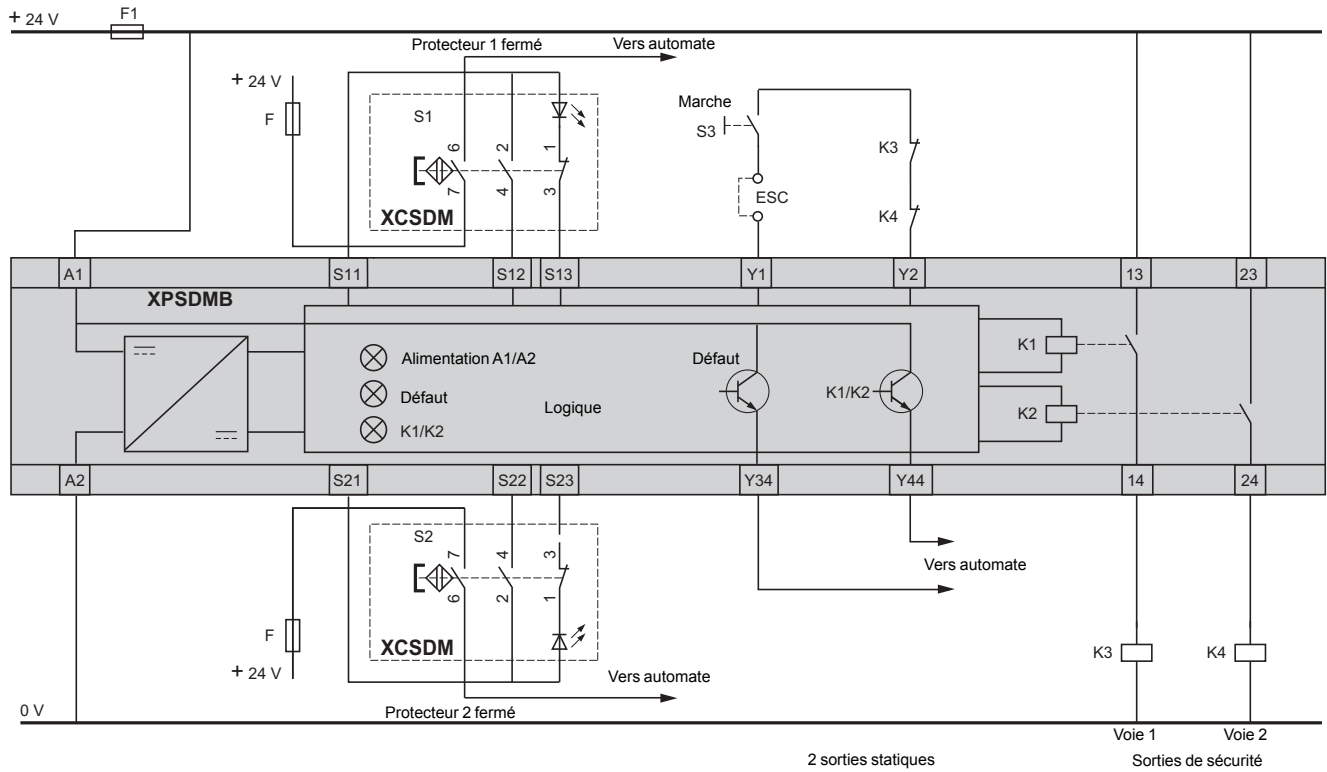 + 24 V
F1
Protecteur 1 fermé
Vers automate
+ 24 V
F
S1
6
2
1
7
4
3
XCSDM
Marche
S3
ESC
K3
K4
A1
S11
S12
S13
Y1
Y2
13
23
XPSDMB
Alimentation A1/A2
Défaut
K1/K2
Logique
Défaut
K1/K2
K1
K2
A2
S21
S22
S23
Y34
Y44
14
24
S2
7
4
3
6
2
1
XCSDM
F
+ 24 V
Vers automate
Vers automate
K3
K4
0 V
Protecteur 2 fermé
Voie 1
Voie 2
2 sorties statiques
Sorties de sécurité